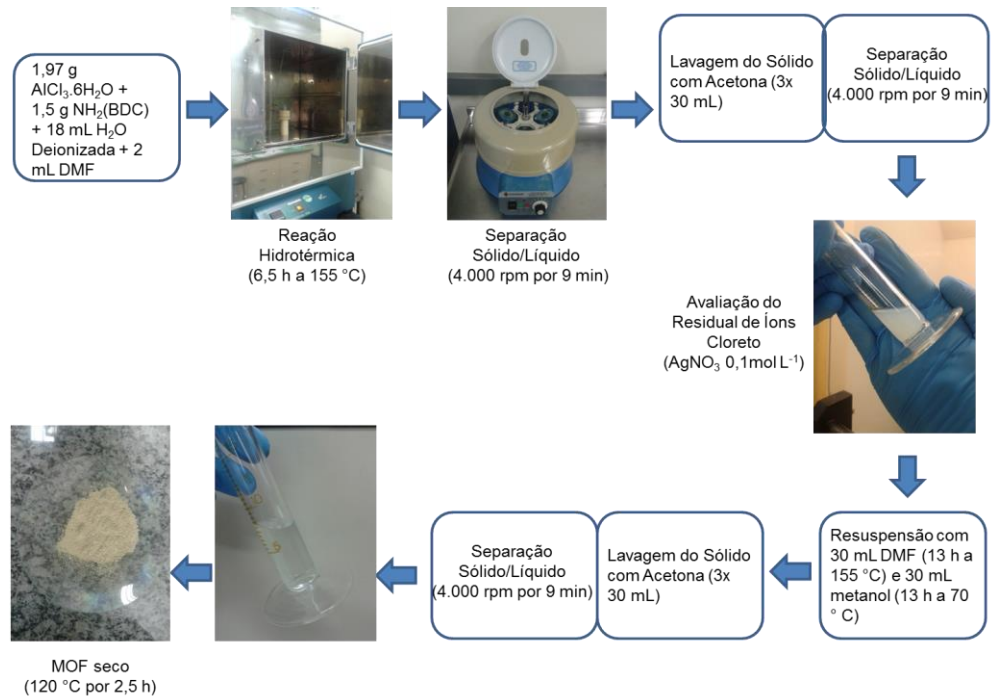 1,97 g
AlCl₃.6H₂O +
1,5 g NH₂(BDC)
+ 18 mL H₂O
Deionizada + 2
mL DMF
Reação
Hidrotérmica
(6,5 h a 155 °C)
Separação
Sólido/Líquido
(4.000 rpm por 9 min)
Lavagem do Sólido
com Acetona (3x
30 mL)
Separação
Sólido/Líquido
(4.000 rpm por 9 min)
Avaliação do
Residual de Íons
Cloreto
(AgNO₃ 0,1mol L⁻¹)
Resuspensão com
30 mL DMF (13 h a
155 °C) e 30 mL
metanol (13 h a 70
° C)
Lavagem do Sólido
com Acetona (3x
30 mL)
Separação
Sólido/Líquido
(4.000 rpm por 9 min)
MOF seco
(120 °C por 2,5 h)